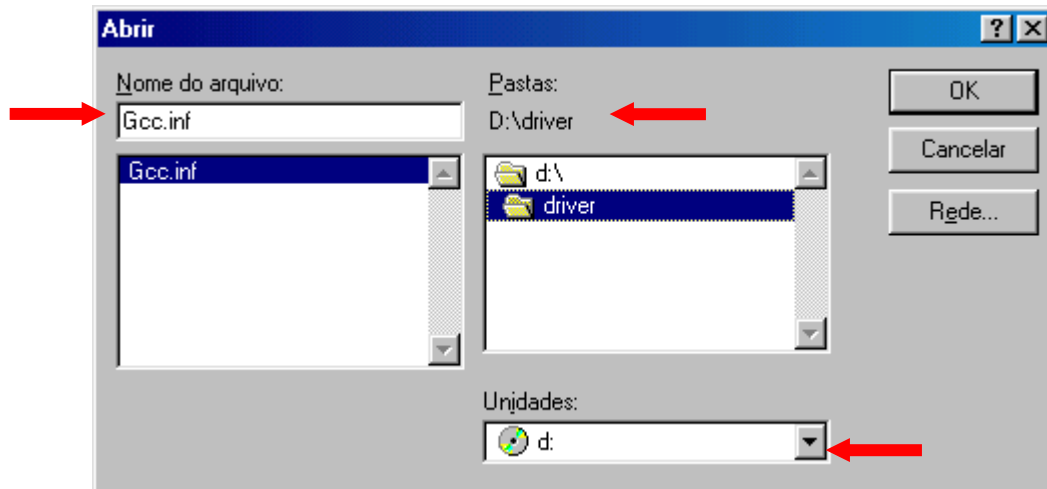 Abrir
Nome do arquivo:
Gcc.inf
Gcc.inf
Pastas:
D:\driver
d:\
driver
Unidades:
d:
OK
Cancelar
Rede...